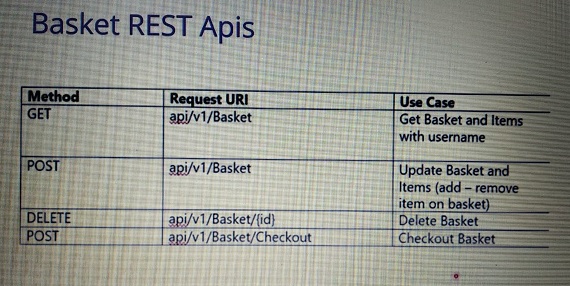 Basket REST Apis
Method Request URI Use Case
GET api/v1/Basket Get Basket and Items
with username
POST api/v1/Basket Update Basket and
Items (add – remove
item on basket)
DELETE api/v1/Basket/{id} Delete Basket
POST api/v1/Basket/Checkout Checkout Basket